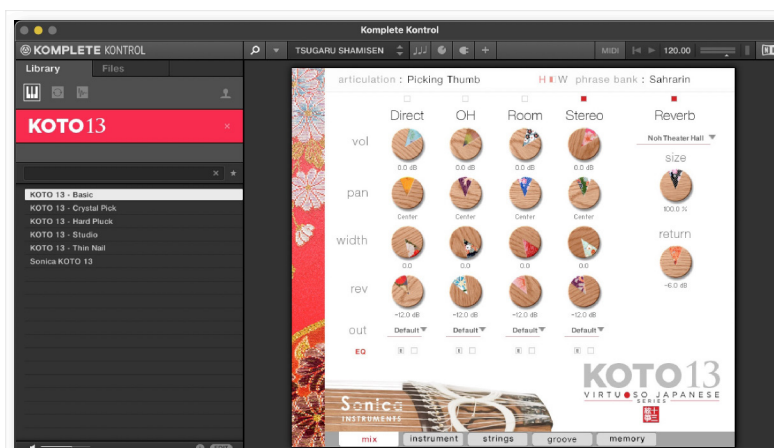 Komplete Kontrol
KOMPLETE KONTROL
TSUGARU SHAMISEN
MIDI
120.00
Library
Files
KOTO13
KOTO 13 - Basic
KOTO 13 - Crystal Pick
KOTO 13 - Hard Pluck
KOTO 13 - Studio
KOTO 13 - Thin Nail
Sonica KOTO 13
articulation : Picking Thumb
phrase bank : Sahrarin
Direct OH Room Stereo Reverb
vol
Noh Theater Hall
size
0.0 dB 0.0 dB 0.0 dB 0.0 dB
pan
Center Center Center Center
100.0 %
width
return
0.0 0.0 0.0 0.0
rev
-6.0 dB
-12.0 dB -12.0 dB -12.0 dB -12.0 dB
out Default Default Default Default
EQ
KOTO13
VIRTUOSO JAPANESE
SERIES
Sonica
INSTRUMENTS
mix instrument strings groove memory